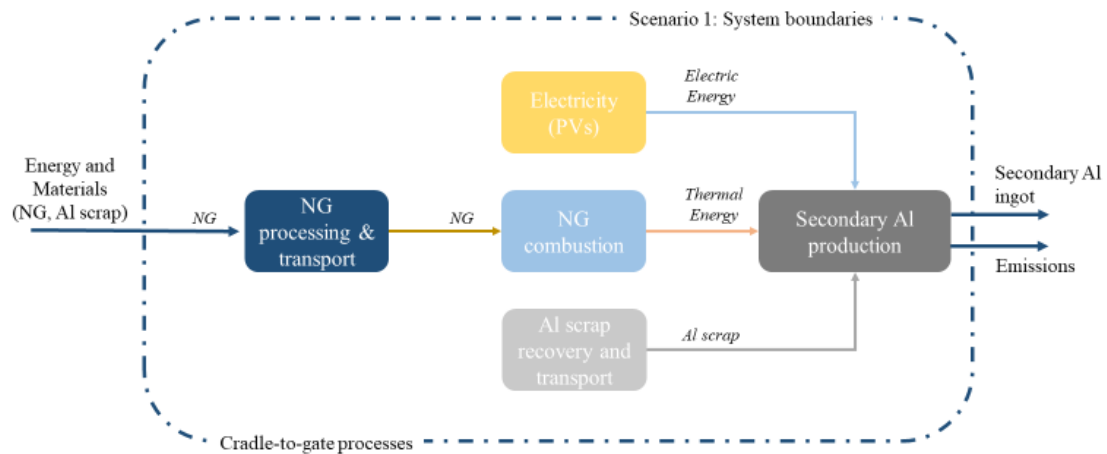 Scenario 1: System boundaries
Electricity
(PVs)
Electric
Energy
Energy and
Materials
(NG, Al scrap)
NG
NG
processing &
transport
NG
NG
combustion
Thermal
Energy
Secondary Al
production
Secondary Al
ingot
Emissions
Al scrap
recovery and
transport
Al scrap
Cradle-to-gate processes